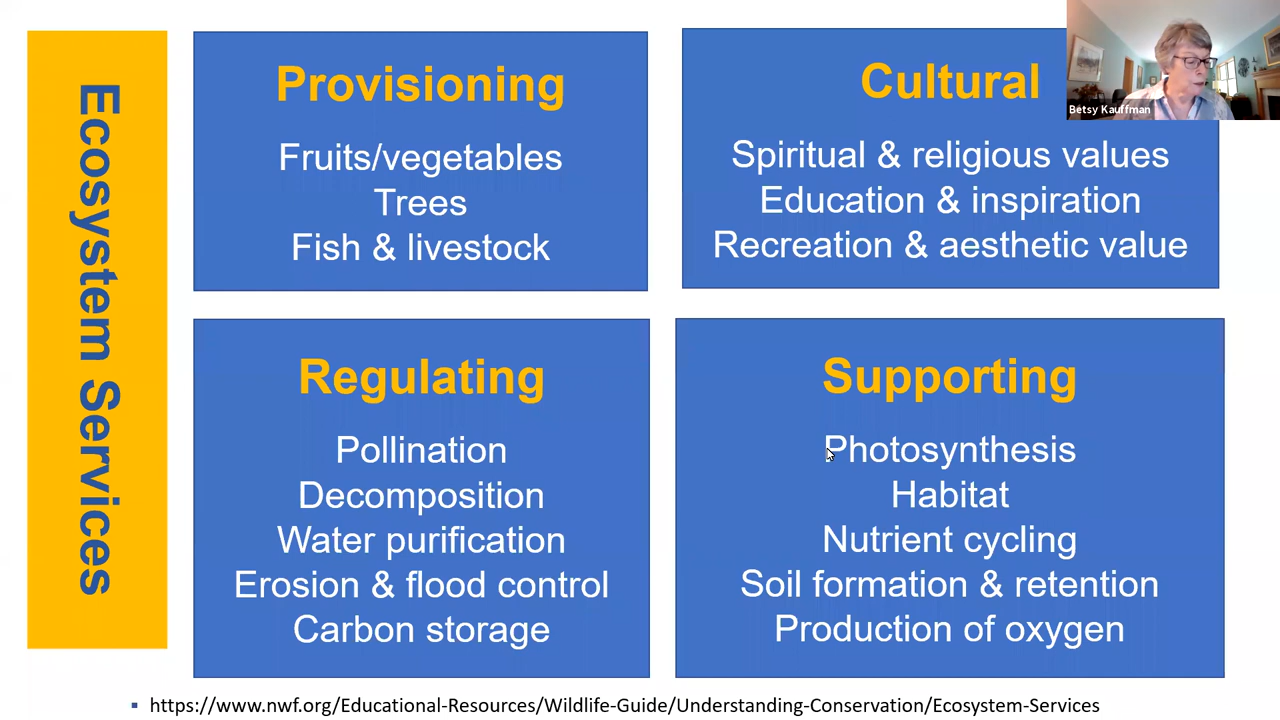 Ecosystem Services
Provisioning
Fruits/vegetables
Trees
Fish & livestock
Cultural
Spiritual & religious values
Education & inspiration
Recreation & aesthetic value
Betsy Kauffman
Regulating
Pollination
Decomposition
Water purification
Erosion & flood control
Carbon storage
Supporting
Photosynthesis
Habitat
Nutrient cycling
Soil formation & retention
Production of oxygen
▪ https://www.nwf.org/Educational-Resources/Wildlife-Guide/Understanding-Conservation/Ecosystem-Services